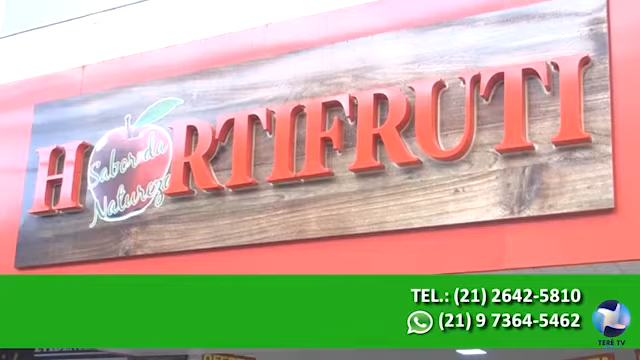 HORTIFRUTI
Sabor da
Natureza
TEL.: (21) 2642-5810
(21) 9 7364-5462
TERÊ TV